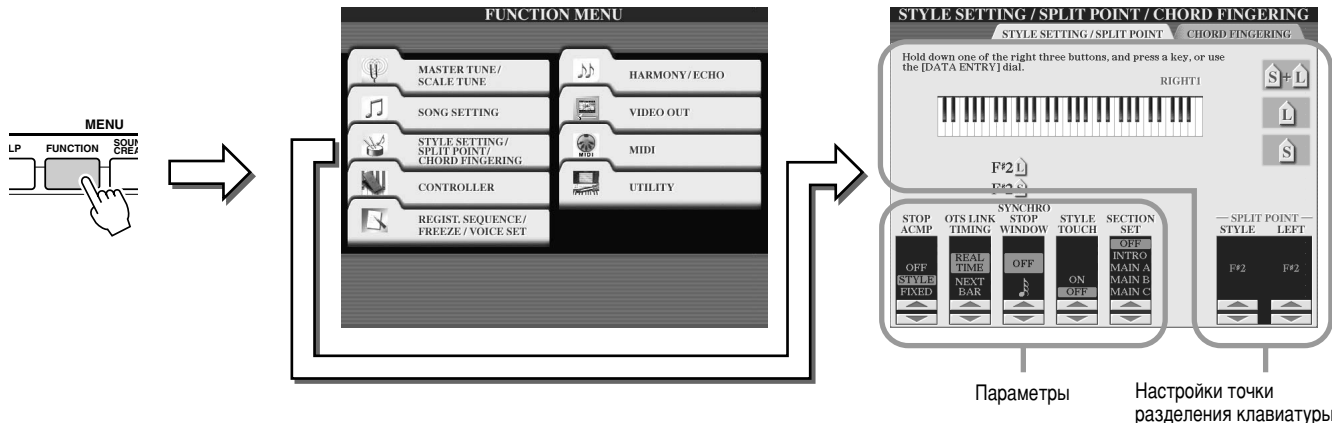 MENU
LP FUNCTION SOUN CREA
FUNCTION MENU
MASTER TUNE /
SCALE TUNE
SONG SETTING
STYLE SETTING /
SPLIT POINT /
CHORD FINGERING
CONTROLLER
REGIST. SEQUENCE /
FREEZE / VOICE SET
HARMONY / ECHO
VIDEO OUT
MIDI
MIDI
UTILITY
STYLE SETTING / SPLIT POINT / CHORD FINGERING
STYLE SETTING / SPLIT POINT
CHORD FINGERING
Hold down one of the right three buttons, and press a key, or use
the [DATA ENTRY] dial.
RIGHT1
S+L
L
S
F#2 L
F#2 S
STOP
ACMP
OFF
STYLE
FIXED
OTS LINK
TIMING
REAL
TIME
NEXT
BAR
SYNCHRO
STOP
WINDOW
OFF
STYLE
TOUCH
ON
OFF
SECTION
SET
OFF
INTRO
MAIN A
MAIN B
MAIN C
SPLIT POINT
STYLE LEFT
F#2 F#2
Параметры
Настройки точки
разделения клавиатуры